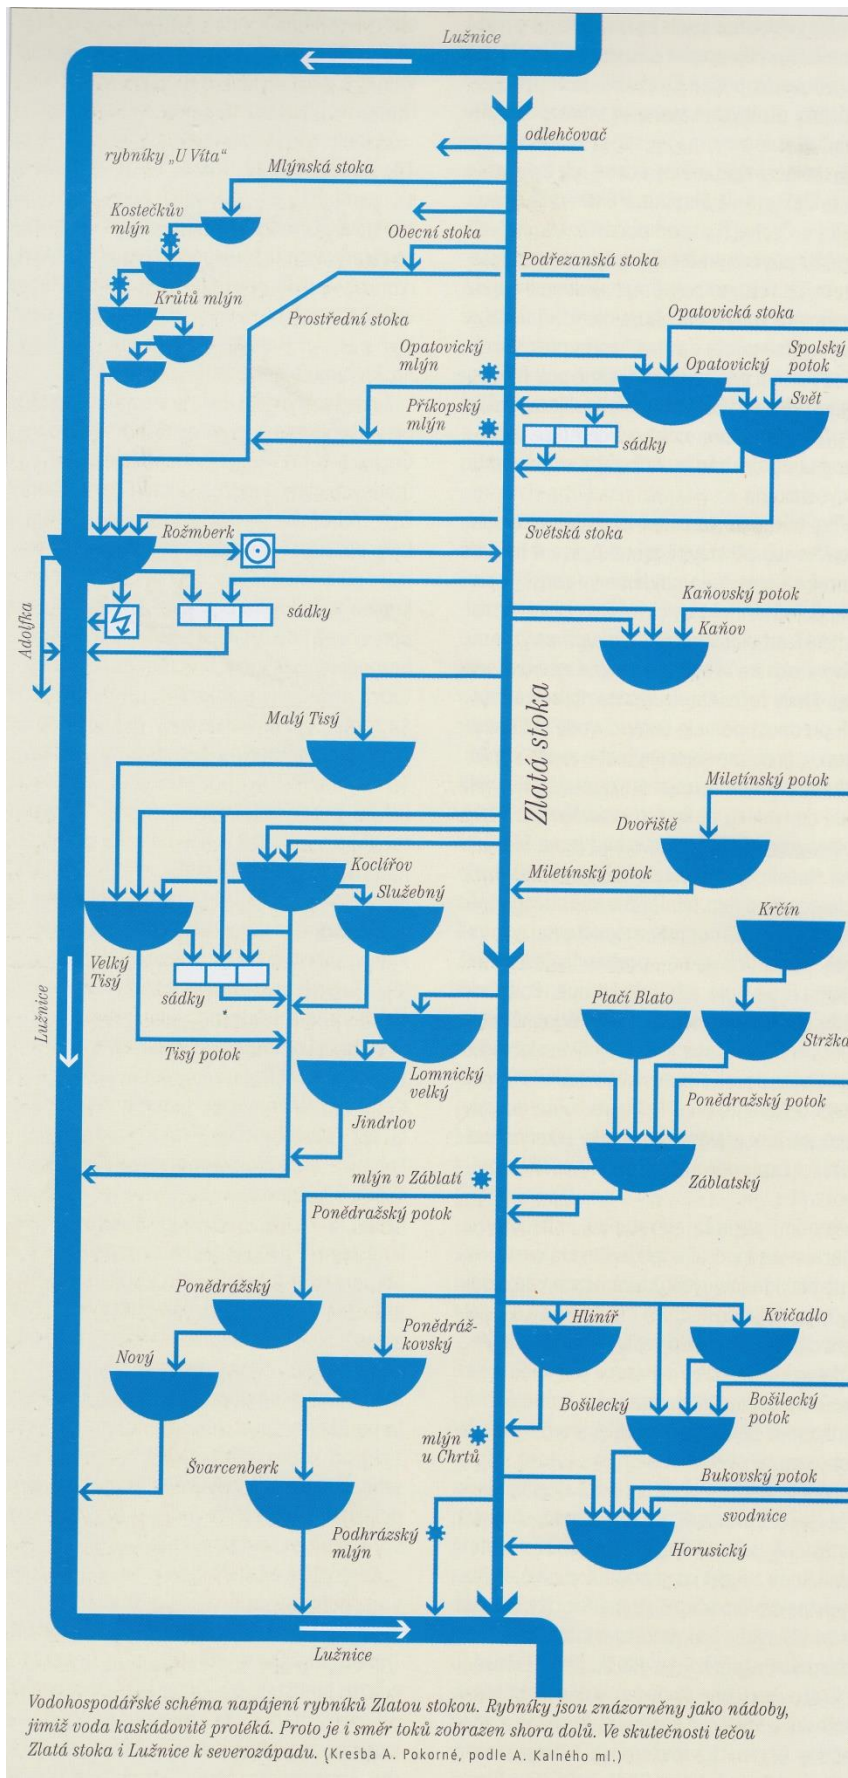 Lužnice
odlehčovač
rybníky „U Víta“
Mlýnská stoka
Kostečkův
mlýn
Obecní stoka
Podřezanská stoka
Krůtů mlýn
Prostřední stoka
Opatovická stoka
Opatovický
mlýn
Opatovický
Spolský
potok
Svět
Příkopský
mlýn
sádky
Rožmberk
Světská stoka
Adolfka
sádky
Kaňovský potok
Kaňov
Malý Tisý
Zlatá stoka
Miletínský potok
Dvořiště
Koclířov
Miletínský potok
Služebný
Krčín
Velký
Tisý
sádky
Ptačí Blato
Lužnice
Stržka
Tisý potok
Lomnický
velký
Ponědražský potok
Jindrlov
mlýn v Záblatí
Záblatský
Ponědražský potok
Ponědrážský
Hliníř
Kvičadlo
Ponědráž-
kovský
Nový
Bošilecký
Bošilecký
potok
mlýn
u Chrtů
Švarcenberk
Bukovský potok
svodnice
Podhrázský
mlýn
Horusický
Lužnice
Vodohospodářské schéma napájení rybníků Zlatou stokou. Rybníky jsou znázorněny jako nádoby,
jimiž voda kaskádovitě protéká. Proto je i směr toků zobrazen shora dolů. Ve skutečnosti tečou
Zlatá stoka i Lužnice k severozápadu. (Kresba A. Pokorné, podle A. Kalného ml.)